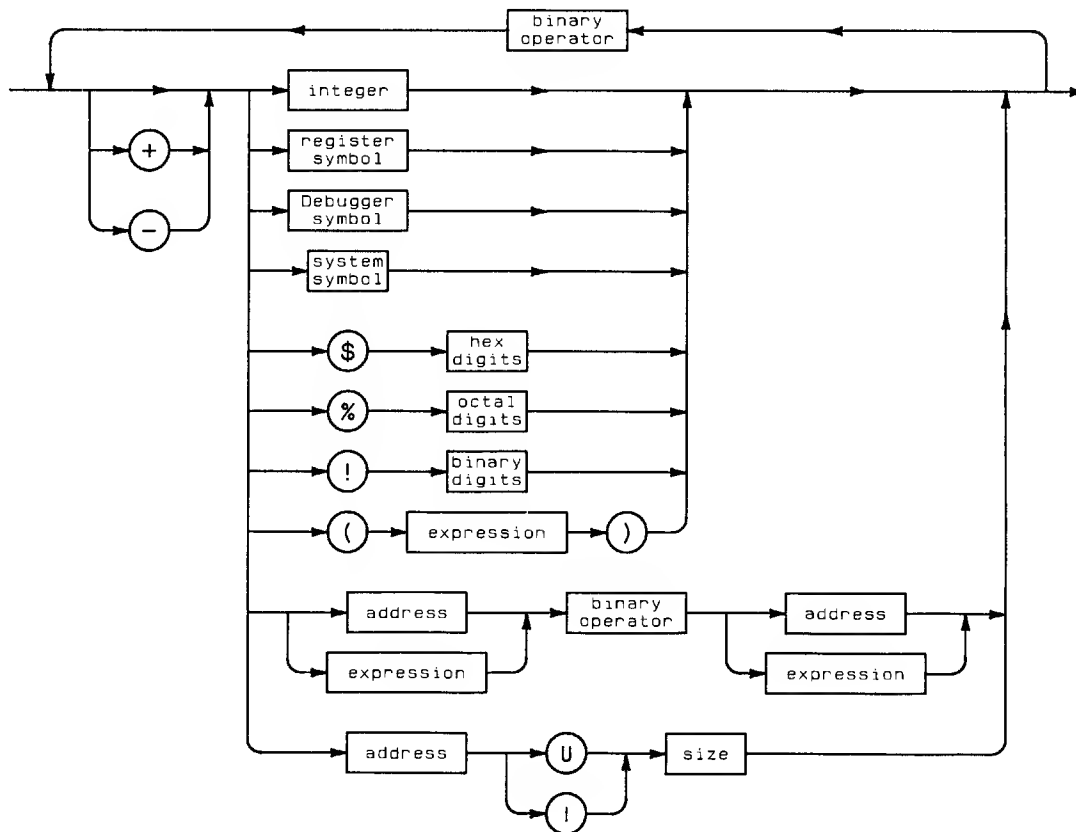 binary
operator
integer
+
register
symbol
-
Debugger
symbol
system
symbol
$
hex
digits
%
octal
digits
!
binary
digits
(
expression
)
address
binary
operator
address
expression
expression
address
U
size
I